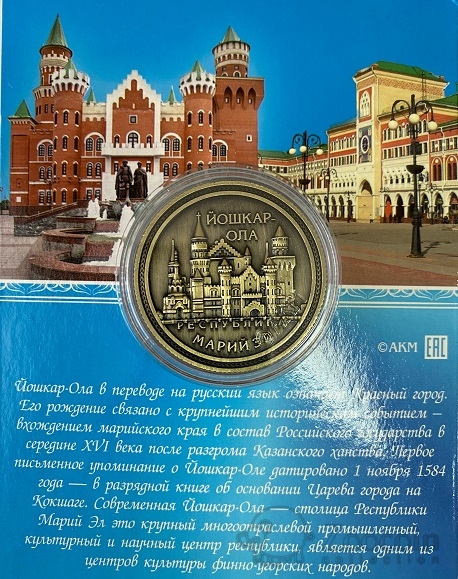 ЙОШКАР-
ОЛА
РЕСПУБЛИКА
МАРИЙ ЭЛ
©АКМ ЕАС
Йошкар-Ола в переводе на русский язык означает Красный город.
Его рождение связано с крупнейшим историческим событием –
вхождением марийского края в состав Российского государства в
середине XVI века после разгрома Казанского ханства. Первое
письменное упоминание о Йошкар-Оле датировано 1 ноября 1584
года — в разрядной книге об основании Царева города на
Кокшаге. Современная Йошкар-Ола — столица Республики
Марий Эл это крупный многоотраслевой промышленный,
культурный и научный центр республики, является одним из
центров культуры финно-угорских народов.